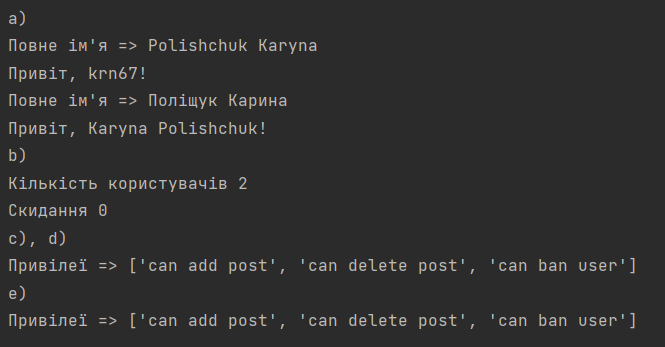 a)
Повне ім'я => Polishchuk Karyna
Привіт, krn67!
Повне ім'я => Поліщук Карина
Привіт, Karyna Polishchuk!
b)
Кількість користувачів 2
Скидання 0
c), d)
Привілеї => ['can add post', 'can delete post', 'can ban user']
e)
Привілеї => ['can add post', 'can delete post', 'can ban user']